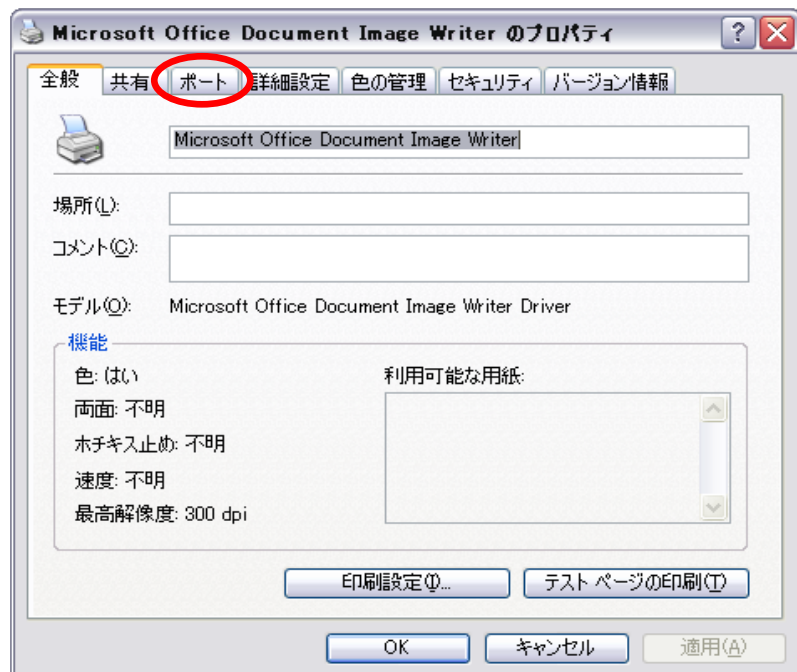 Microsoft Office Document Image Writer のプロパティ
全般 共有 ポート 詳細設定 色の管理 セキュリティ バージョン情報
Microsoft Office Document Image Writer
場所(L):
コメント(C):
モデル(O): Microsoft Office Document Image Writer Driver
機能
色: はい
利用可能な用紙:
両面: 不明
ホチキス止め: 不明
速度: 不明
最高解像度: 300 dpi
印刷設定(I)... テスト ページの印刷(T)
OK キャンセル 適用(A)